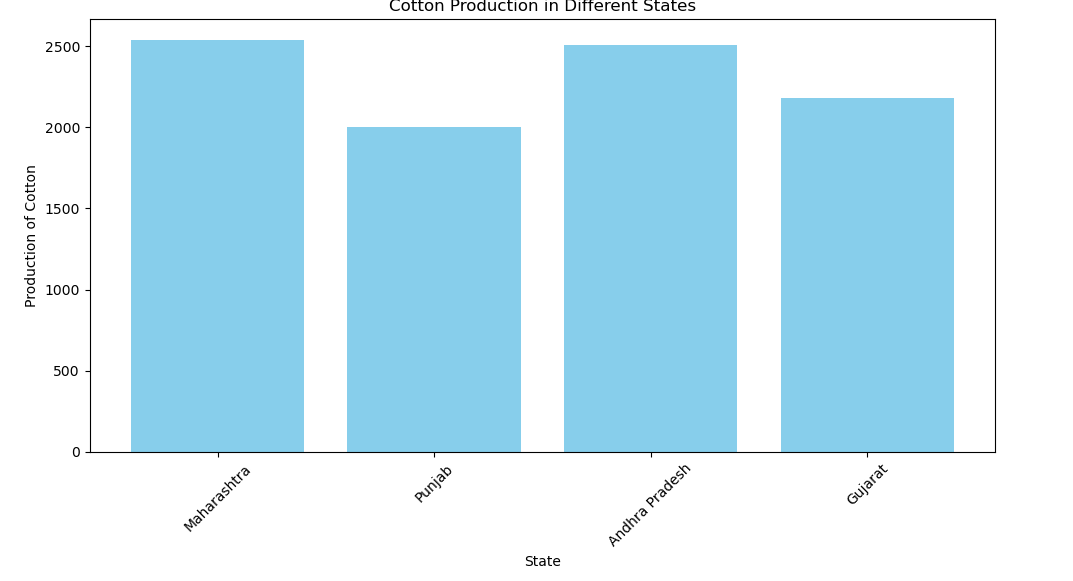 Cotton Production in Different States
Production of Cotton
2500
2000
1500
1000
500
0
Maharashtra
Punjab
Andhra Pradesh
Gujarat
State